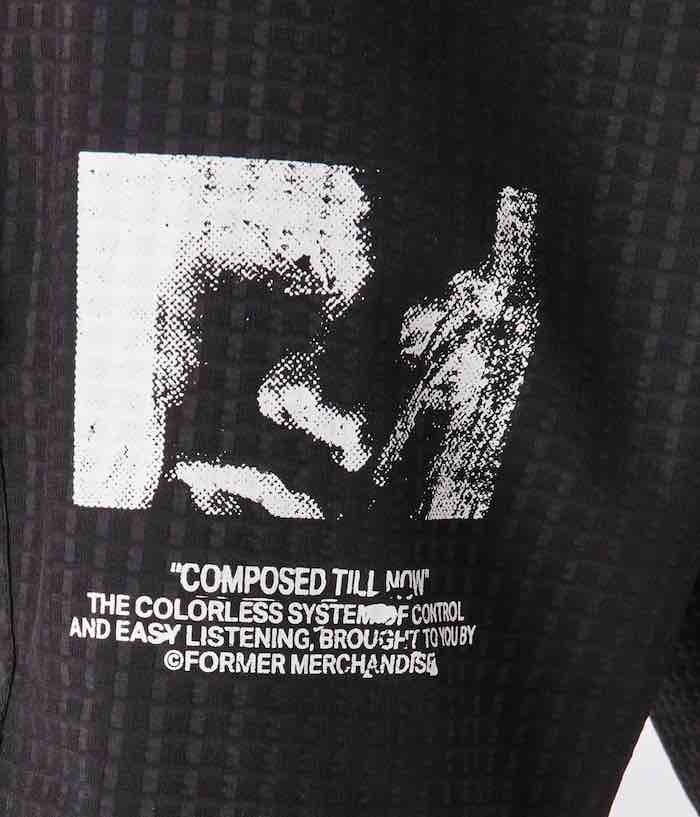 "COMPOSED TILL NOW"
THE COLORLESS SYSTEM OF CONTROL
AND EASY LISTENING, BROUGHT TO YOU BY
©FORMER MERCHANDISE